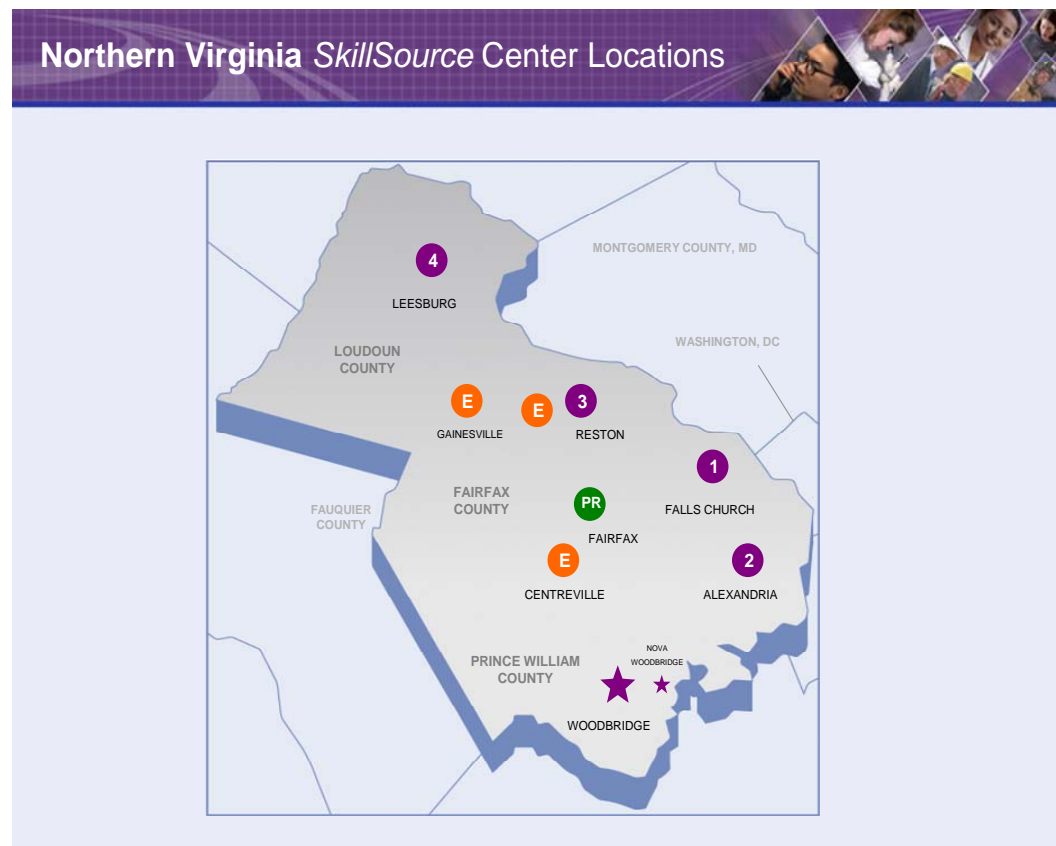 Northern Virginia SkillSource Center Locations
MONTGOMERY COUNTY, MD
4
LEESBURG
WASHINGTON, DC
LOUDOUN
COUNTY
E
E
3
GAINESVILLE
RESTON
1
FAIRFAX
COUNTY
PR
FALLS CHURCH
FAUQUIER
COUNTY
FAIRFAX
E
2
CENTREVILLE
ALEXANDRIA
NOVA
WOODBRIDGE
PRINCE WILLIAM
COUNTY
WOODBRIDGE